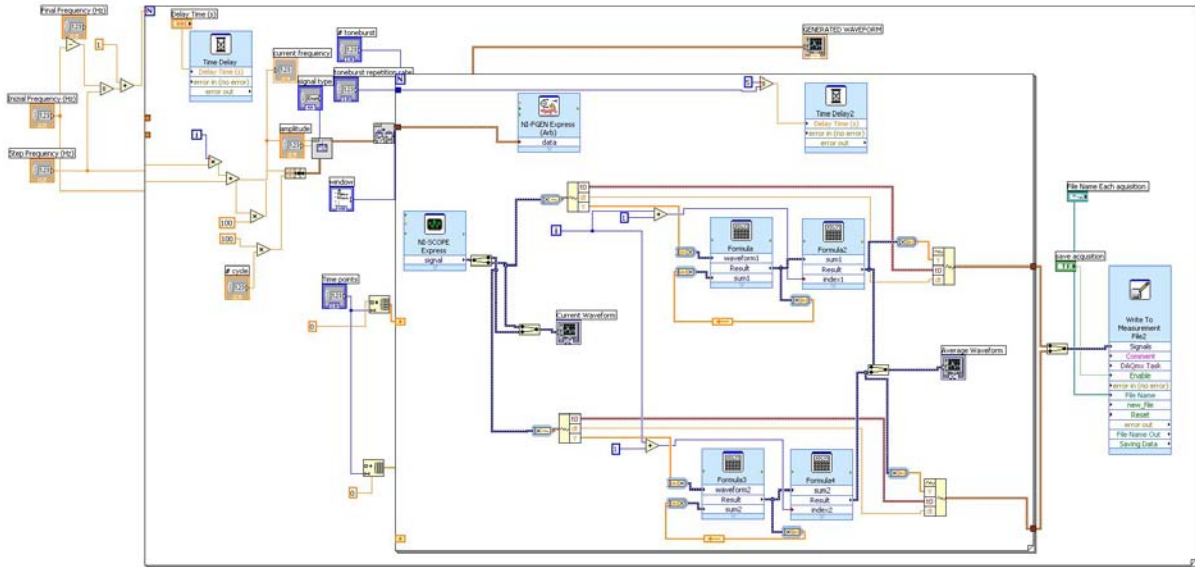 Final Frequency (Hz)
Delay Time (s)
# toneburst
GENERATED WAVEFORM
Time Delay
Delay Time (s)
error in (no error)
error out
current frequency
signal type
toneburst repetition rate
Inizial Frequency (Hz)
Step Frequency (Hz)
amplitude
NI-FGEN Express
(Arb)
data
Time Delay2
Delay Time (s)
error in (no error)
error out
window
100
100
# cycle
Time points
0
0
NI-SCOPE
Express
signal
Current Waveform
Formula
waveform1
Result
sum1
Formula2
sum1
Result
index1
File Name Each aquisition
save acqusition
Average Waveform
Write To
Measurement
File2
Signals
Comment
DAQmx Task
Enable
error in (no error)
File Name
new_file
Reset
error out
File Name Out
Saving Data
Formula3
waveform2
Result
sum2
Formula4
sum2
Result
index2